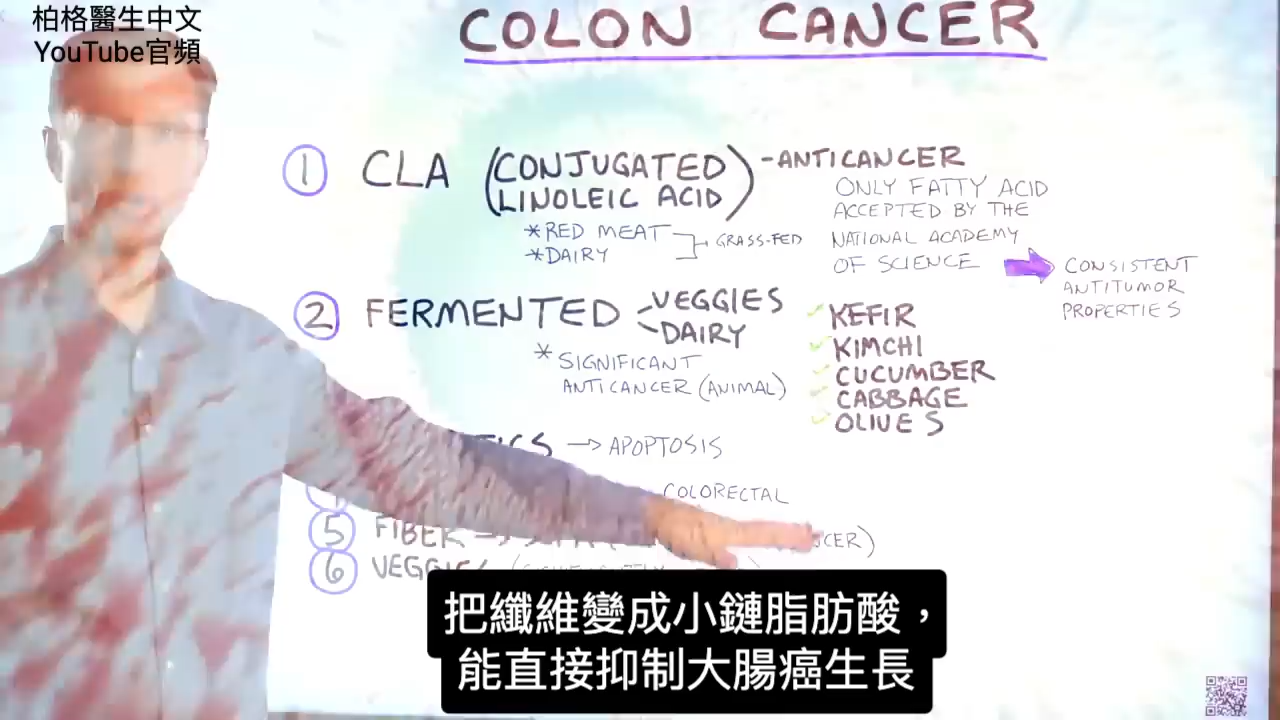 柏格醫生中文
YouTube官頻
COLON CANCER
1 CLA (CONJUGATED LINOLEIC ACID) -ANTICANCER
ONLY FATTY ACID
ACCEPTED BY THE
NATIONAL ACADEMY
OF SCIENCE
*RED MEAT
*DAIRY
GRASS-FED
CONSISTENT
ANTITUMOR
PROPERTIES
2 FERMENTED
VEGGIES
DAIRY
*SIGNIFICANT
ANTICANCER (ANIMAL)
KEFIR
KIMCHI
CUCUMBER
CABBAGE
OLIVES
→ APOPTOSIS
COLORECTAL
5 FIBER →
6 VEGGIES
把纖維變成小鏈脂肪酸，
能直接抑制大腸癌生長